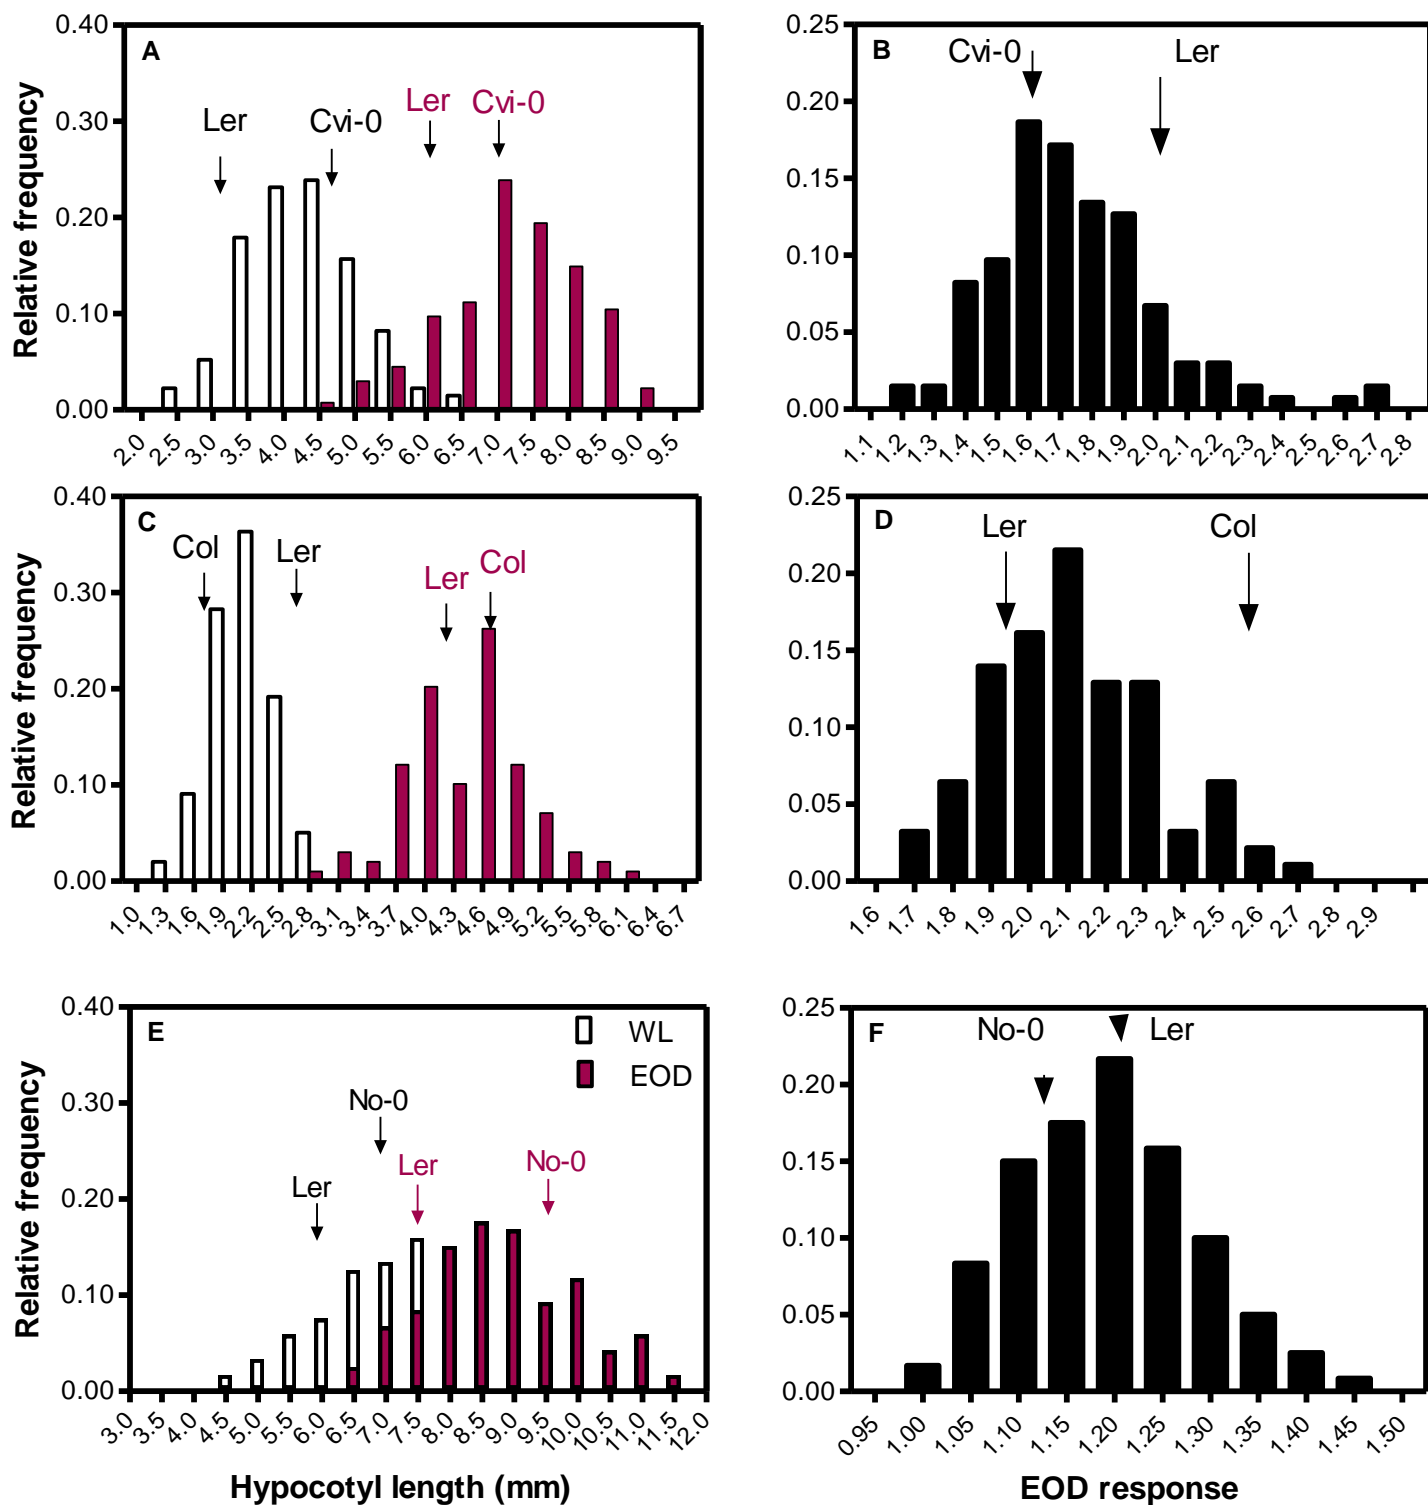 A
Ler
Cvi-0
Ler
Cvi-0
Relative frequency
0.40
0.30
0.20
0.10
0.00
2.0 2.5 3.0 3.5 4.0 4.5 5.0 5.5 6.0 6.5 7.0 7.5 8.0 8.5 9.0 9.5
B
Cvi-0
Ler
0.25
0.20
0.15
0.10
0.05
0.00
1.1 1.2 1.3 1.4 1.5 1.6 1.7 1.8 1.9 2.0 2.1 2.2 2.3 2.4 2.5 2.6 2.7 2.8
C
Col
Ler
Ler
Col
Relative frequency
0.40
0.30
0.20
0.10
0.00
1.0 1.3 1.6 1.9 2.2 2.5 2.8 3.1 3.4 3.7 4.0 4.3 4.6 4.9 5.2 5.5 5.8 6.1 6.4 6.7
D
Ler
Col
0.25
0.20
0.15
0.10
0.05
0.00
1.6 1.7 1.8 1.9 2.0 2.1 2.2 2.3 2.4 2.5 2.6 2.7 2.8 2.9
E
WL
EOD
No-0
Ler
Ler
No-0
Relative frequency
0.40
0.30
0.20
0.10
0.00
3.0 3.5 4.0 4.5 5.0 5.5 6.0 6.5 7.0 7.5 8.0 8.5 9.0 9.5 10.0 10.5 11.0 11.5 12.0
Hypocotyl length (mm)
F
No-0
Ler
0.25
0.20
0.15
0.10
0.05
0.00
0.95 1.00 1.05 1.10 1.15 1.20 1.25 1.30 1.35 1.40 1.45 1.50
EOD response